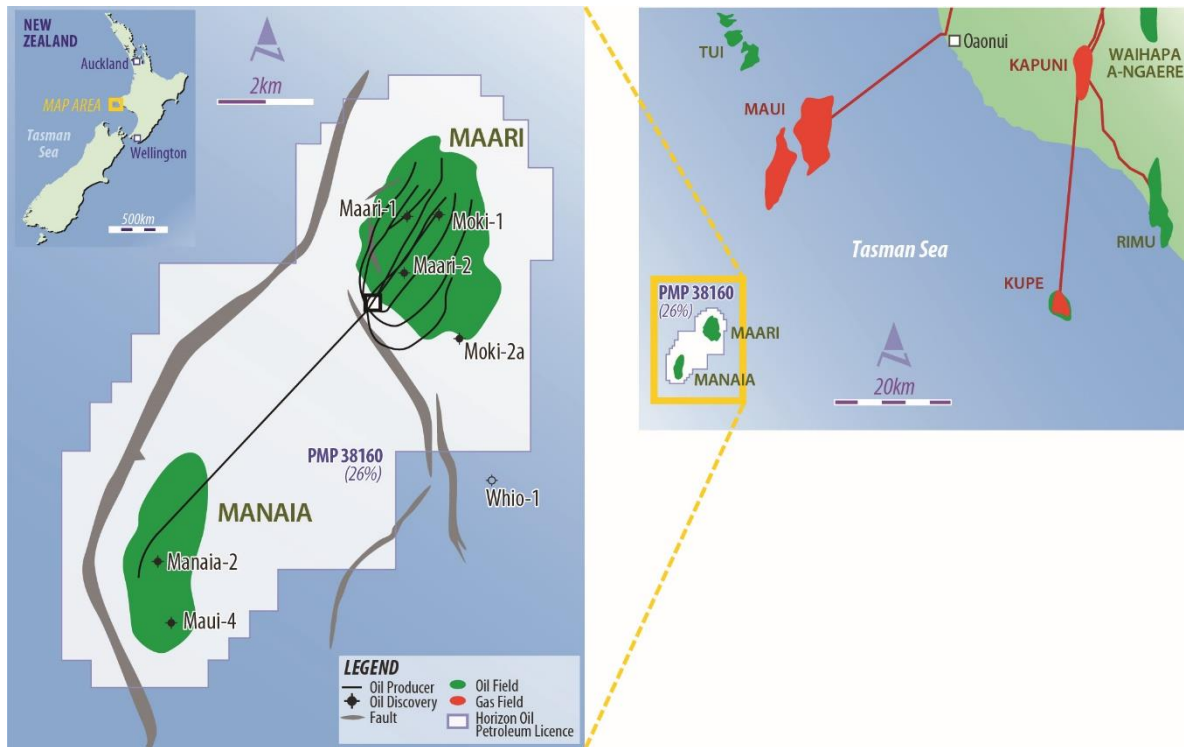 NEW
ZEALAND
Auckland
MAP AREA
Tasman
Sea
Wellington
500km
2km
MAARI
Maari-1
Moki-1
Maari-2
Moki-2a
PMP 38160
(26%)
Whio-1
MANAIA
Manaia-2
Maui-4
LEGEND
Oil Producer
Oil Discovery
Fault
Oil Field
Gas Field
Horizon Oil
Petroleum Licence
TUI
Oaonui
WAIHAPA
A-NGAERE
KAPUNI
MAUI
RIMU
Tasman Sea
KUPE
PMP 38160
(26%)
MAARI
MANAIA
20km